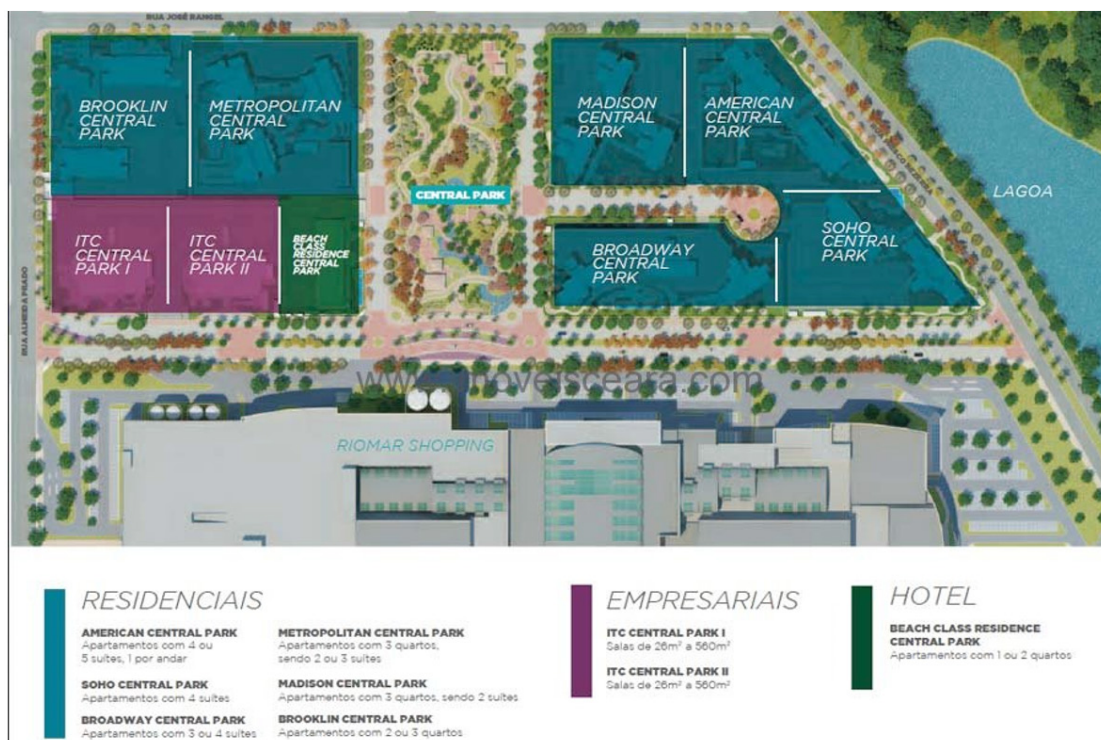 RUA JOSÉ RANGEL
BROOKLIN
CENTRAL
PARK
METROPOLITAN
CENTRAL
PARK
MADISON
CENTRAL
PARK
AMERICAN
CENTRAL
PARK
LAGOA
CENTRAL PARK
ITC
CENTRAL
PARK I
ITC
CENTRAL
PARK II
BEACH
CLASS
RESIDENCE
CENTRAL
PARK
BROADWAY
CENTRAL
PARK
SOHO
CENTRAL
PARK
RUA ALMEIDA PRADO
RIOMAR SHOPPING
RESIDENCIAIS
AMERICAN CENTRAL PARK
Apartamentos com 4 ou
5 suítes, 1 por andar
SOHO CENTRAL PARK
Apartamentos com 4 suítes
BROADWAY CENTRAL PARK
Apartamentos com 3 ou 4 suítes
METROPOLITAN CENTRAL PARK
Apartamentos com 3 quartos,
sendo 2 ou 3 suítes
MADISON CENTRAL PARK
Apartamentos com 3 quartos, sendo 2 suítes
BROOKLIN CENTRAL PARK
Apartamentos com 2 ou 3 quartos
EMPRESARIAIS
ITC CENTRAL PARK I
Salas de 26m² a 560m²
ITC CENTRAL PARK II
Salas de 26m² a 560m²
HOTEL
BEACH CLASS RESIDENCE
CENTRAL PARK
Apartamentos com 1 ou 2 quartos